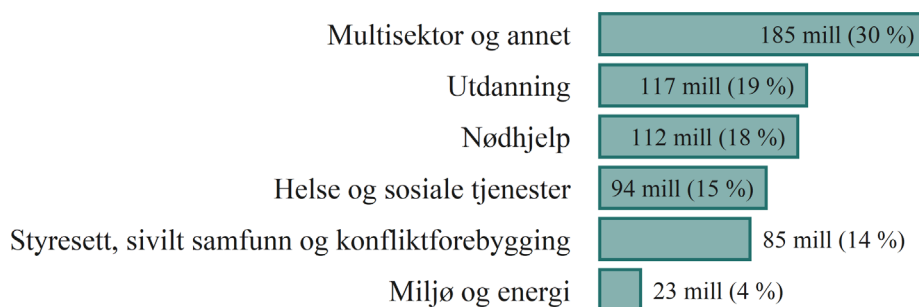 Multisektor og annet 185 mill (30 %)
Utdanning 117 mill (19 %)
Nødhjelp 112 mill (18 %)
Helse og sosiale tjenester 94 mill (15 %)
Styresett, sivilt samfunn og konfliktforebygging 85 mill (14 %)
Miljø og energi 23 mill (4 %)